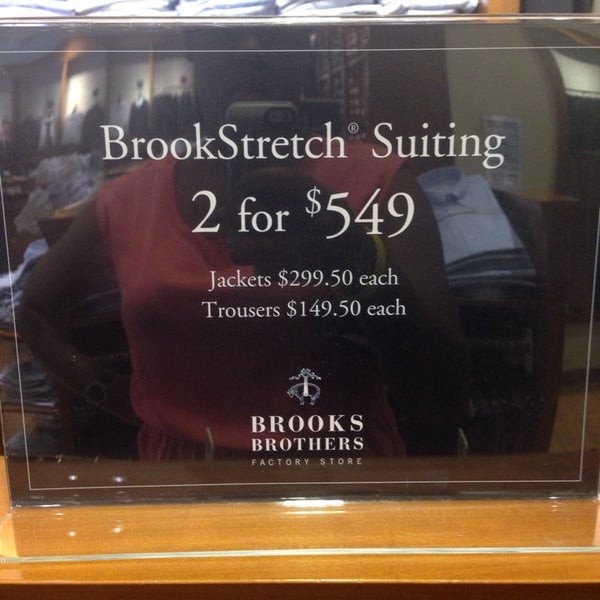 BrookStretch® Suiting
2 for $549
Jackets $299.50 each
Trousers $149.50 each
BROOKS
BROTHERS
FACTORY STORE